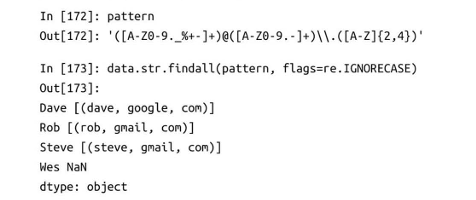 In [172]: pattern
Out[172]: '([A-Z0-9._%+-]+)@([A-Z0-9.-]+)\\.([A-Z]{2,4})'
In [173]: data.str.findall(pattern, flags=re.IGNORECASE)
Out[173]:
Dave [(dave, google, com)]
Rob [(rob, gmail, com)]
Steve [(steve, gmail, com)]
Wes NaN
dtype: object